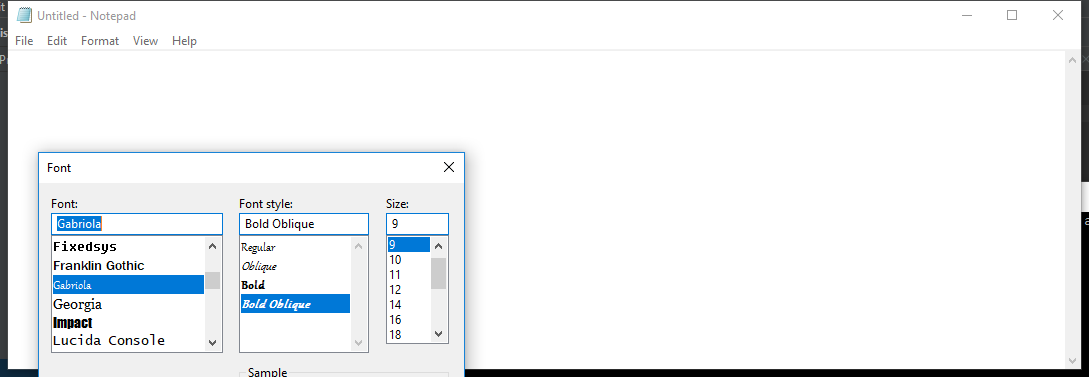 Untitled - Notepad
File Edit Format View Help
Font
Font: Font style: Size:
Gabriola Bold Oblique 9
Fixedsys Regular 9
Franklin Gothic Oblique 10
Gabriola Bold 11
Georgia Bold Oblique 12
Impact 14
Lucida Console 16
18
Sample